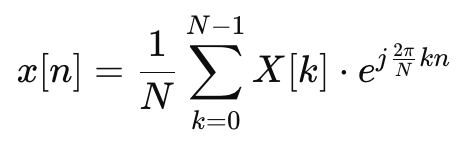 x[n] = \frac{1}{N} \sum_{k=0}^{N-1} X[k] \cdot e^{j \frac{2\pi}{N} kn}